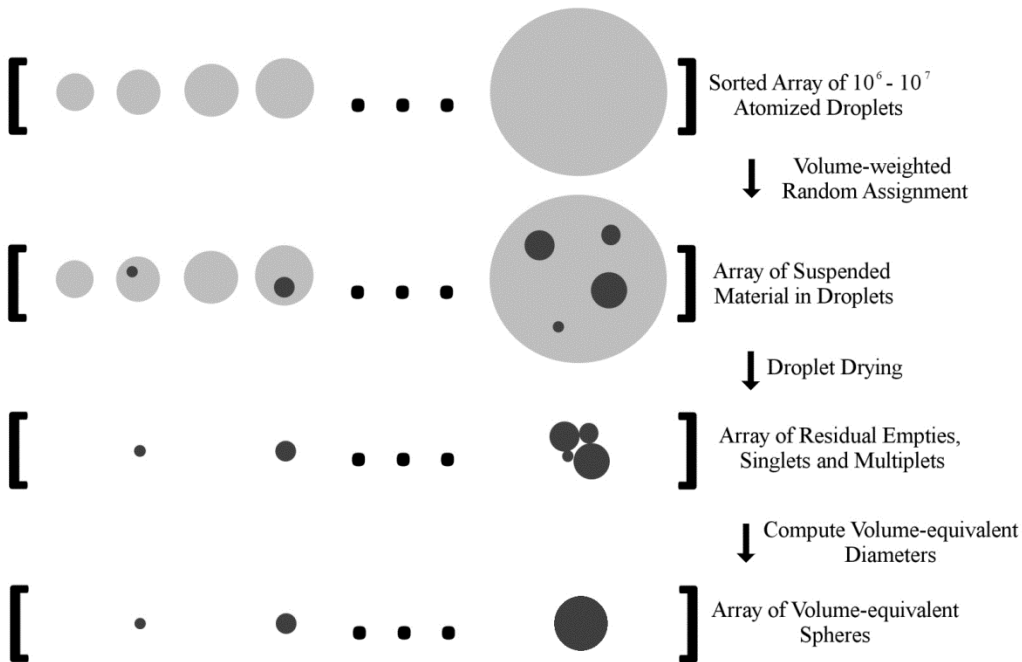 Sorted Array of 10⁶ - 10⁷
Atomized Droplets
Volume-weighted
Random Assignment
Array of Suspended
Material in Droplets
Droplet Drying
Array of Residual Empties,
Singlets and Multiplets
Compute Volume-equivalent
Diameters
Array of Volume-equivalent
Spheres